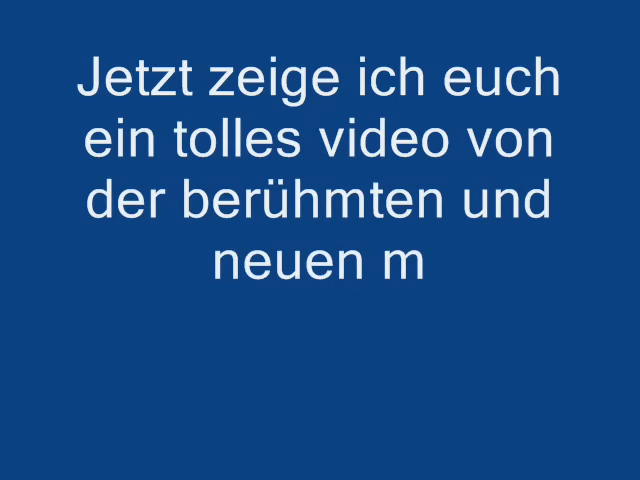 Jetzt zeige ich euch
ein tolles video von
der berühmten und
neuen m